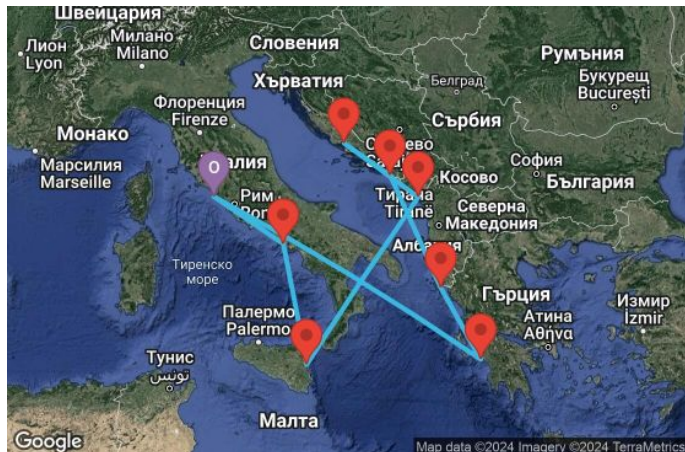 Швейцария
Лион
Lyon
Милано
Milano
Словения
Румъния
Хърватия
Белград
Букурещ
București
Монако
Флоренция
Firenze
Сърбия
Марсилия
Marseille
O
Рим
Косово
София
България
Тирана
Tiranë
Северна
Македония
Тиренско
море
Палермо
Palermo
Гърция
Атина
Αθήνα
Измир
İzmir
Тунис
تونس
Малта
Google
Map data ©2024 Imagery ©2024 TerraMetrics